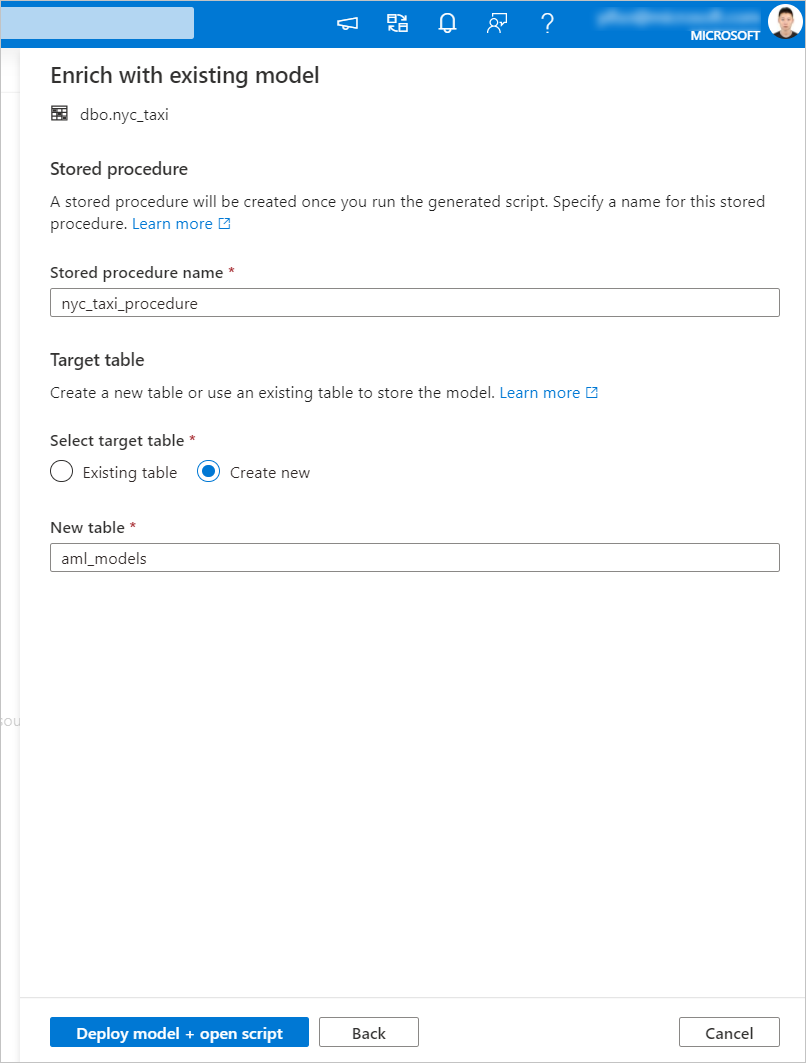 MICROSOFT
Enrich with existing model
dbo.nyc_taxi
Stored procedure
A stored procedure will be created once you run the generated script. Specify a name for this stored
procedure. Learn more
Stored procedure name *
nyc_taxi_procedure
Target table
Create a new table or use an existing table to store the model. Learn more
Select target table *
Existing table Create new
New table *
aml_models
sou
Deploy model + open script Back Cancel